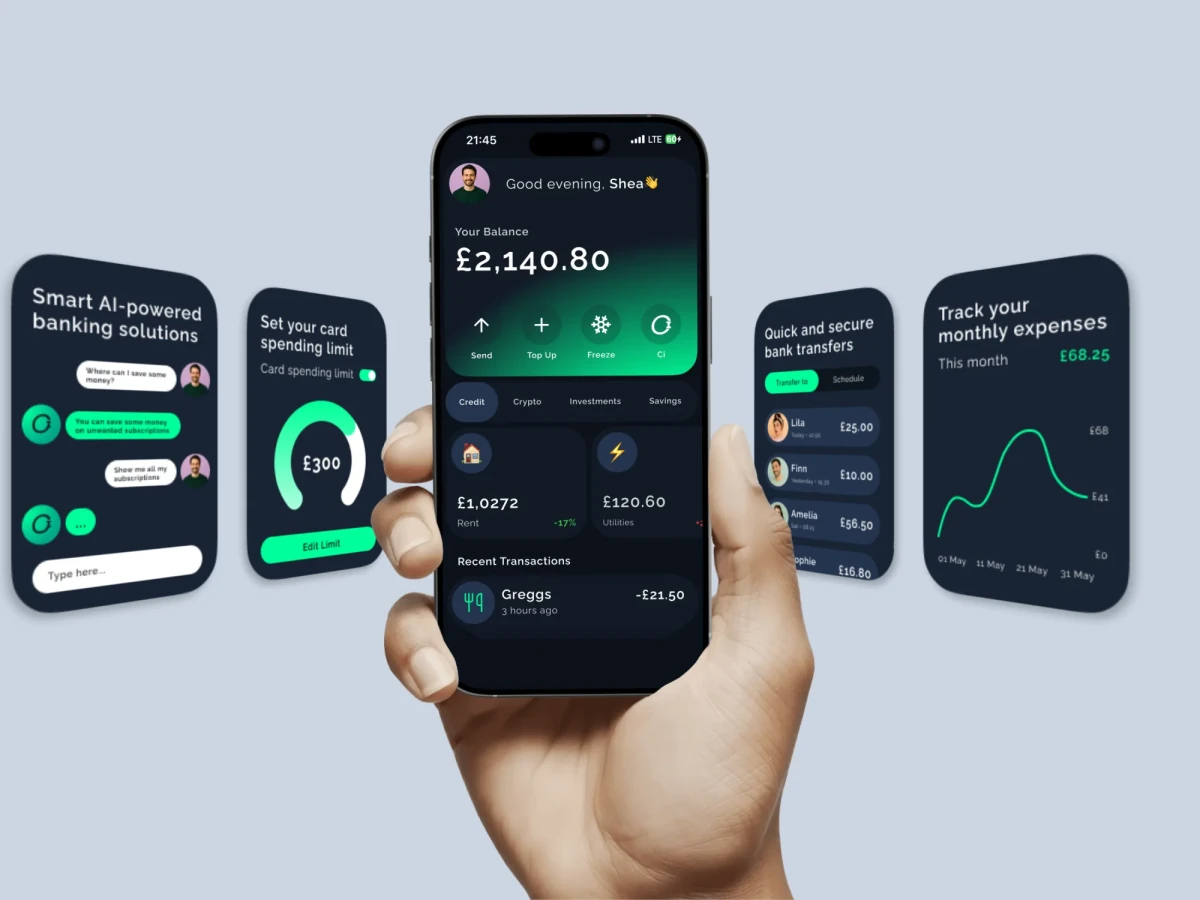 Smart AI-powered
banking solutions
Where can I save some
money?
You can save some money
on unwanted subscriptions
Show me all my
subscriptions
...
Type here...
Set your card
spending limit
Card spending limit
£300
Edit Limit
21:45
LTE
60
Good evening, Shea👋
Your Balance
£2,140.80
Send
Top Up
Freeze
Ci
Credit
Crypto
Investments
Savings
£1,0272
Rent
-17%
£120.60
Utilities
Recent Transactions
Greggs
3 hours ago
-£21.50
Quick and secure
bank transfers
Transfer to
Schedule
Lila
£25.00
Finn
£10.00
Amelia
£56.50
ophie
£16.80
Track your
monthly expenses
This month
£68.25
£68
£41
£0
01 May
11 May
21 May
31 May